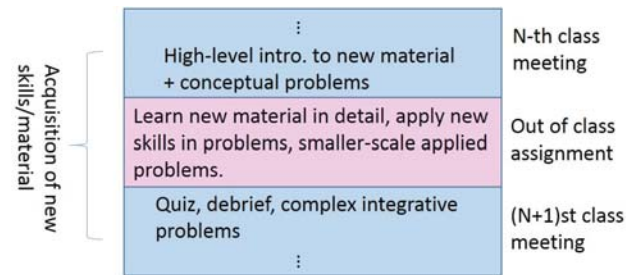 Acquisition of new
skills/material
⋮
High-level intro. to new material
+ conceptual problems
N-th class
meeting
Learn new material in detail, apply new
skills in problems, smaller-scale applied
problems.
Out of class
assignment
Quiz, debrief, complex integrative
problems
⋮
(N+1)st class
meeting